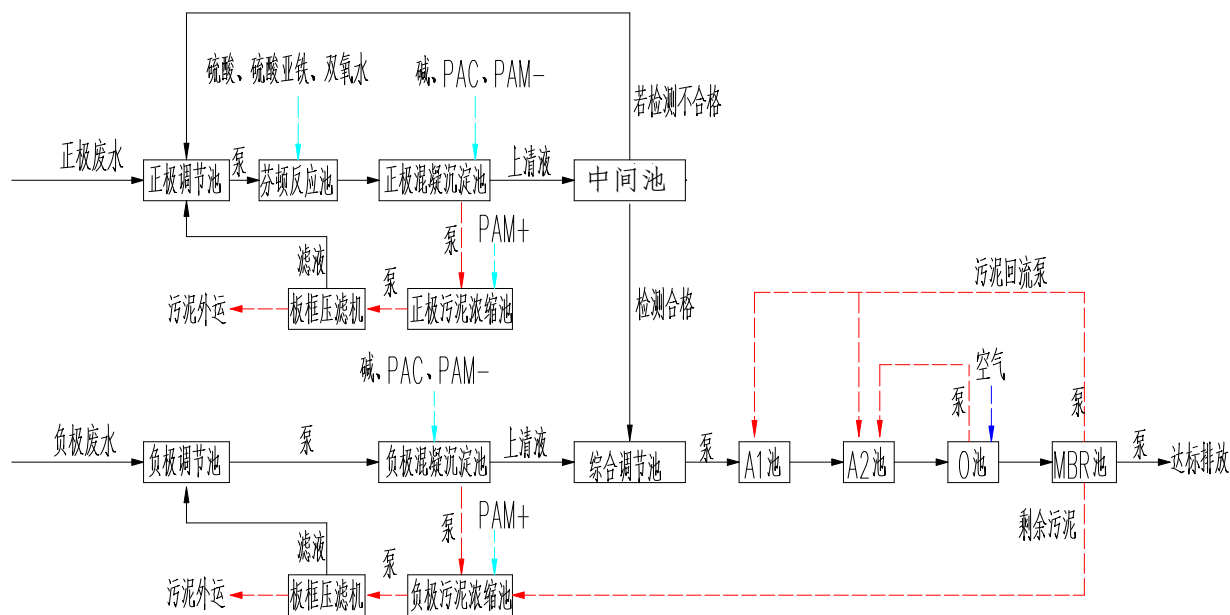 硫酸、硫酸亚铁、双氧水
碱、PAC、PAM-
若检测不合格
正极废水
正极调节池
泵
芬顿反应池
正极混凝沉淀池
上清液
中间池
泵
PAM+
滤液
泵
污泥外运
板框压滤机
正极污泥浓缩池
检测合格
污泥回流泵
碱、PAC、PAM-
空气
泵
泵
负极废水
负极调节池
泵
负极混凝沉淀池
上清液
综合调节池
泵
A1池
A2池
O池
MBR池
泵
达标排放
泵
PAM+
剩余污泥
滤液
泵
污泥外运
板框压滤机
负极污泥浓缩池